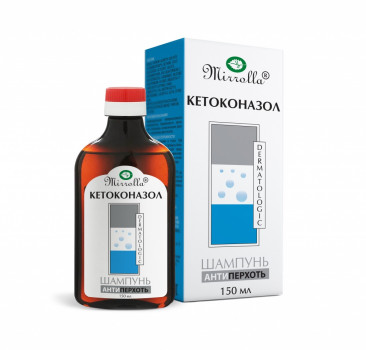 Mirrolla®
КЕТОКОНАЗОЛ
DERMATOLOGIC
ШАМПУНЬ
АНТИПЕРХОТЬ
150 МЛ
Mirrolla®
КЕТОКОНАЗОЛ
DERMATOLOGIC
ШАМПУНЬ
АНТИПЕРХОТЬ